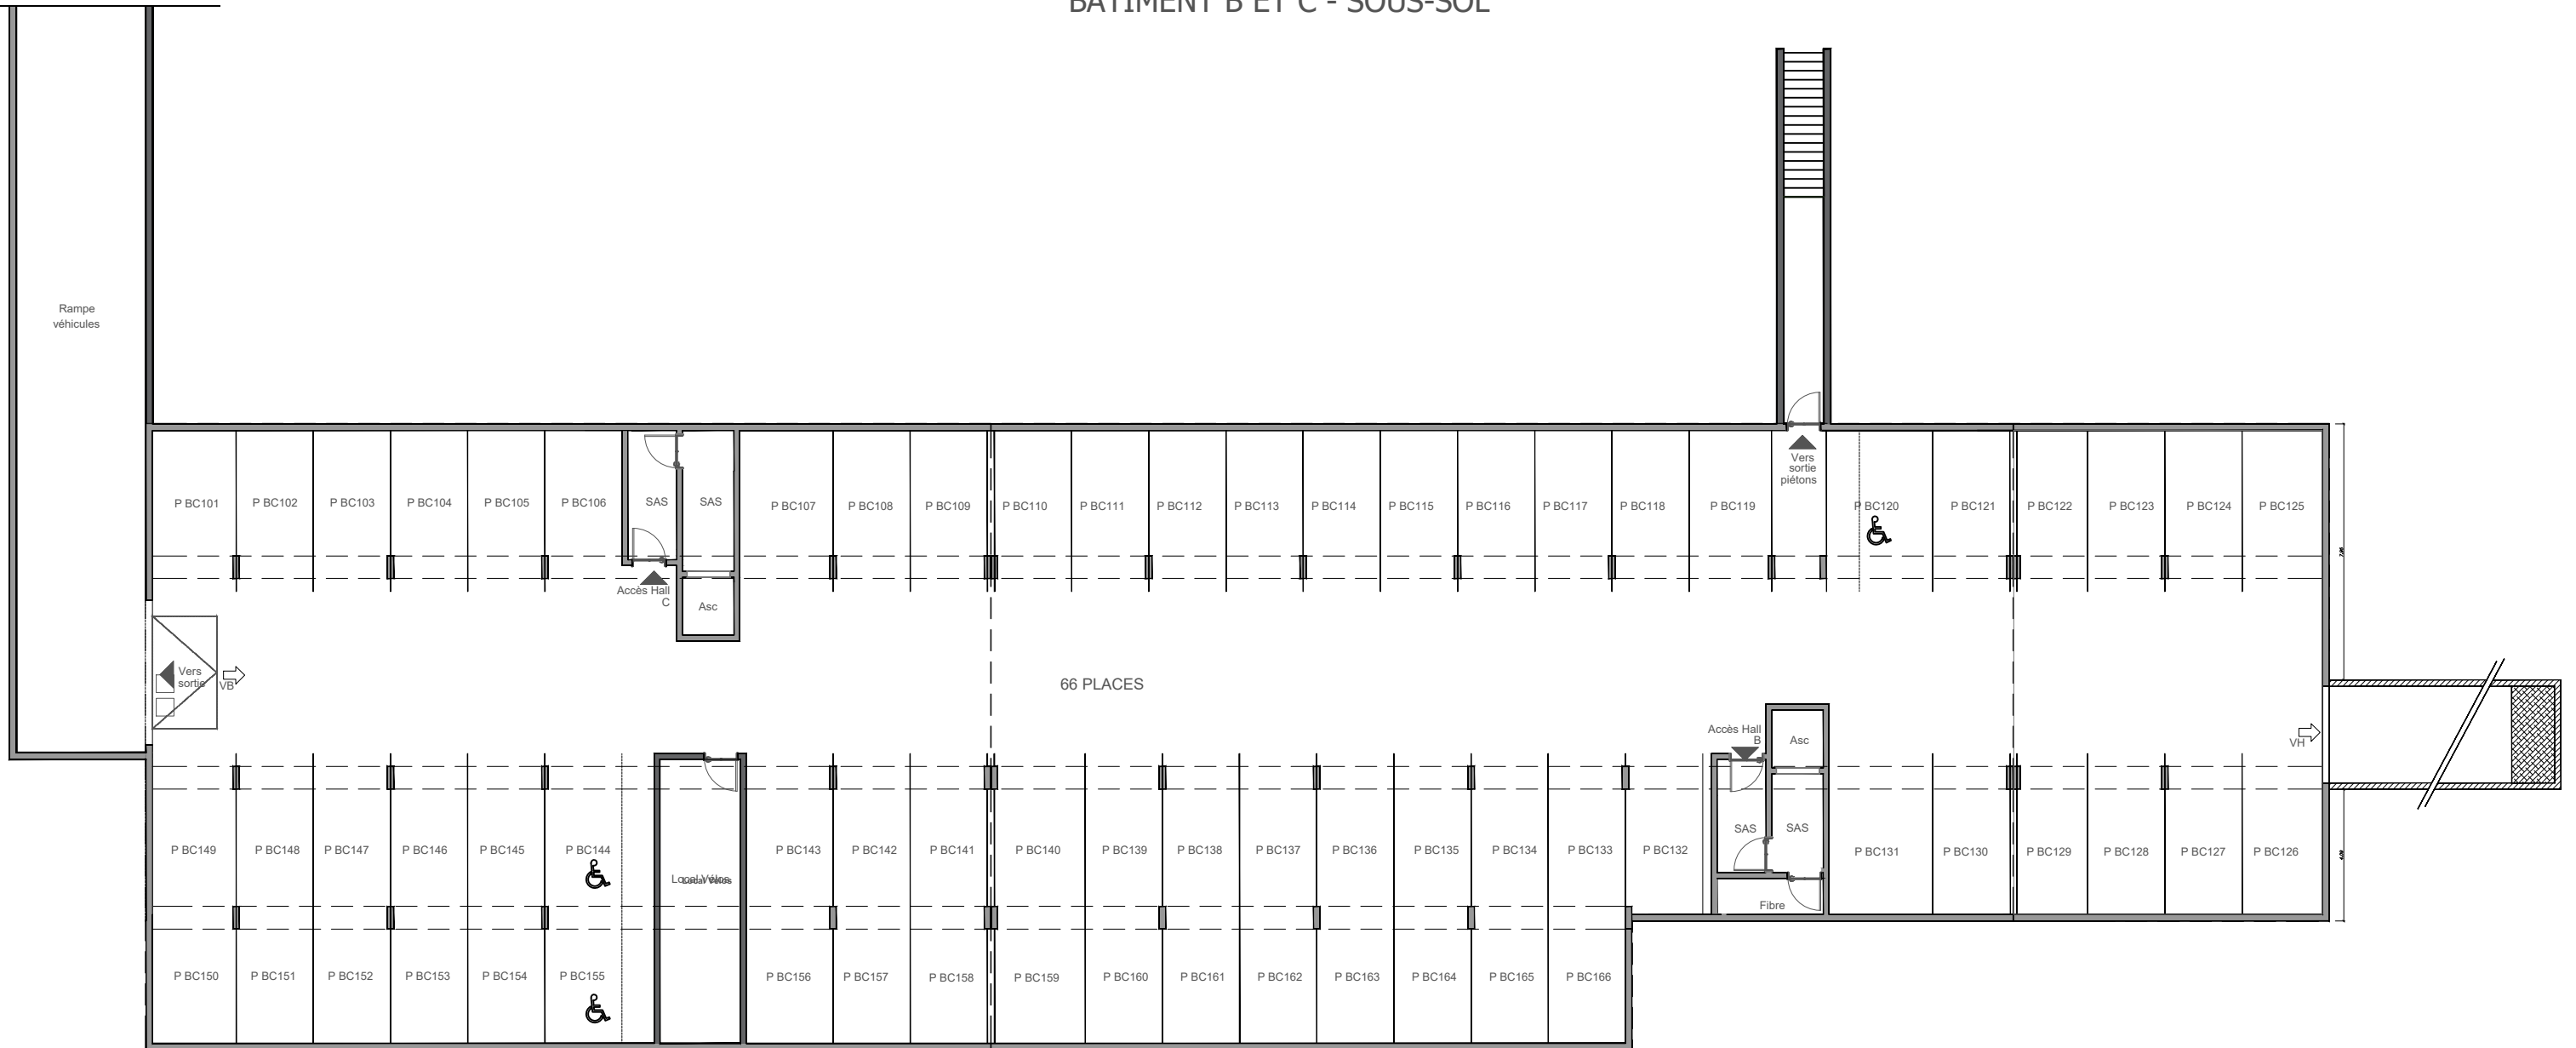 BATIMENT B ET C - SOUS-SOL
Rampe
véhicules
P BC101
P BC102
P BC103
P BC104
P BC105
P BC106
SAS
SAS
P BC107
P BC108
P BC109
P BC110
P BC111
P BC112
P BC113
P BC114
P BC115
P BC116
P BC117
P BC118
P BC119
Vers
sortie
piétons
P BC120
P BC121
P BC122
P BC123
P BC124
P BC125
Accès Hall
C
Asc
Vers
sortie
VB
66 PLACES
Accès Hall
B
Asc
VH
P BC149
P BC148
P BC147
P BC146
P BC145
P BC144
Local Vélos
Local Vélos
P BC143
P BC142
P BC141
P BC140
P BC139
P BC138
P BC137
P BC136
P BC135
P BC134
P BC133
P BC132
SAS
SAS
P BC131
P BC130
P BC129
P BC128
P BC127
P BC126
Fibre
P BC150
P BC151
P BC152
P BC153
P BC154
P BC155
P BC156
P BC157
P BC158
P BC159
P BC160
P BC161
P BC162
P BC163
P BC164
P BC165
P BC166